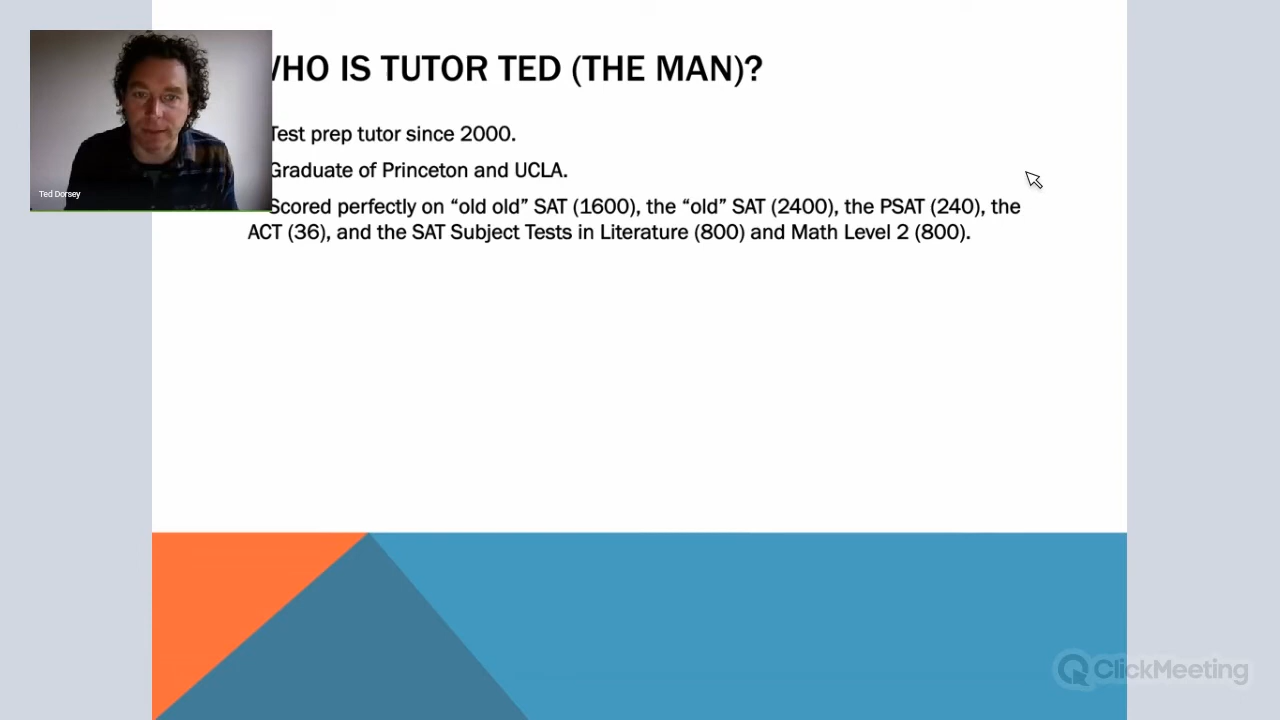 WHO IS TUTOR TED (THE MAN)?
Test prep tutor since 2000.
Graduate of Princeton and UCLA.
Scored perfectly on “old old” SAT (1600), the “old” SAT (2400), the PSAT (240), the
ACT (36), and the SAT Subject Tests in Literature (800) and Math Level 2 (800).
Ted Dorsey
ClickMeeting